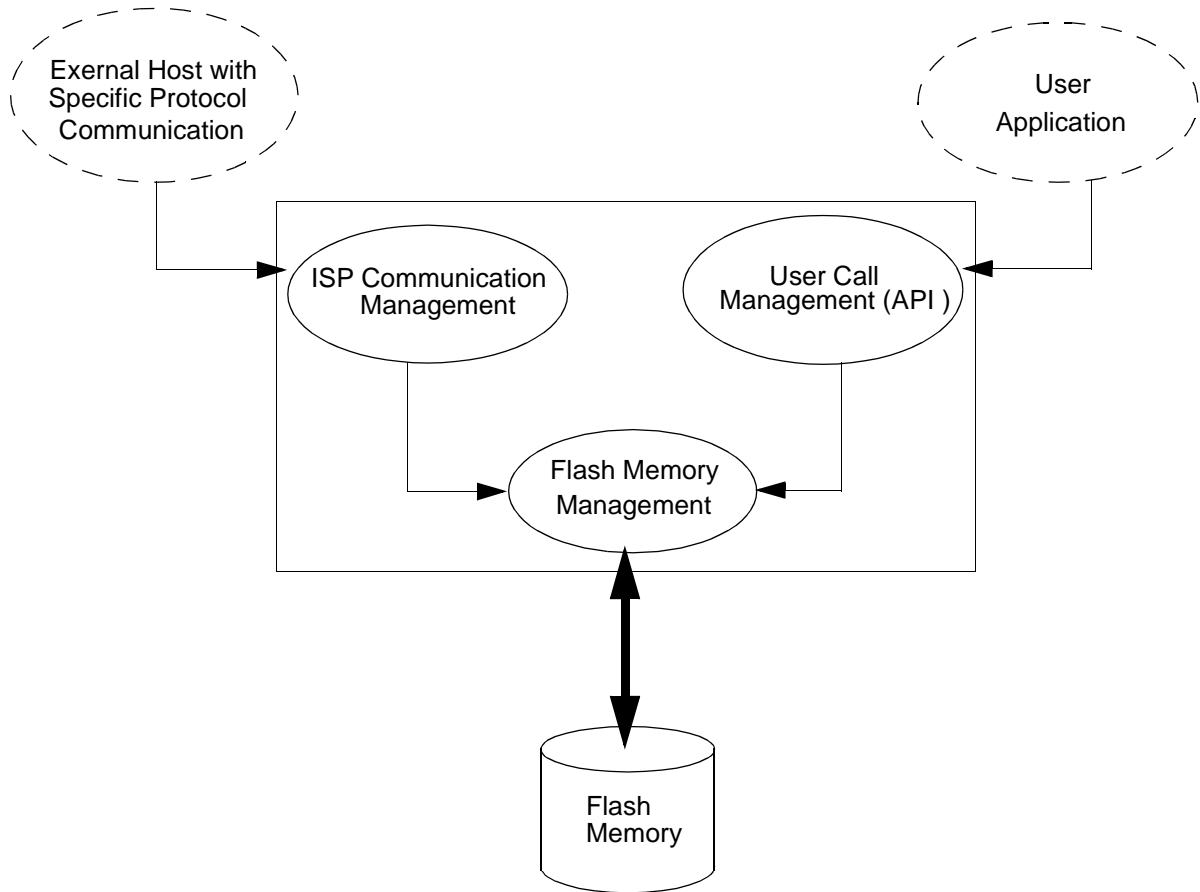 Exernal Host with
Specific Protocol
Communication
User
Application
ISP Communication
Management
User Call
Management (API )
Flash Memory
Management
Flash
Memory